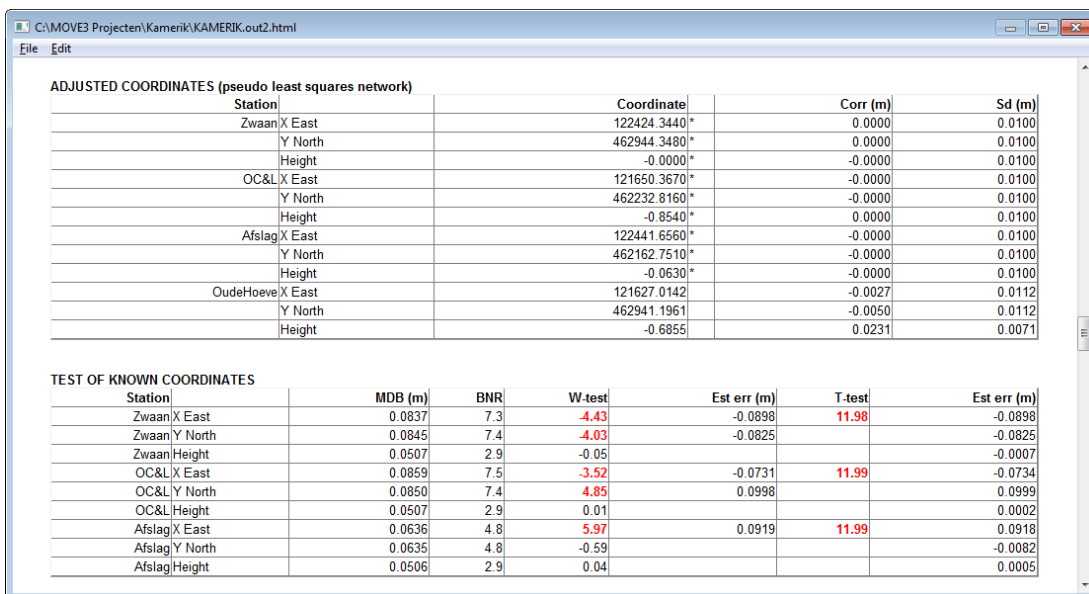 C:\MOVE3 Projecten\Kamerik\KAMERIK.out2.html
File Edit
ADJUSTED COORDINATES (pseudo least squares network)
Station Coordinate Corr (m) Sd (m)
Zwaan X East 122424.3440 * 0.0000 0.0100
Y North 462944.3480 * 0.0000 0.0100
Height -0.0000 * -0.0000 0.0100
OC&L X East 121650.3670 * -0.0000 0.0100
Y North 462232.8160 * -0.0000 0.0100
Height -0.8540 * 0.0000 0.0100
Afslag X East 122441.6560 * -0.0000 0.0100
Y North 462162.7510 * -0.0000 0.0100
Height -0.0630 * -0.0000 0.0100
OudeHoeve X East 121627.0142 -0.0027 0.0112
Y North 462941.1961 -0.0050 0.0112
Height -0.6855 0.0231 0.0071
TEST OF KNOWN COORDINATES
Station MDB (m) BNR W-test Est err (m) T-test Est err (m)
Zwaan X East 0.0837 7.3 -4.43 -0.0898 11.98 -0.0898
Zwaan Y North 0.0845 7.4 -4.03 -0.0825 -0.0825
Zwaan Height 0.0507 2.9 -0.05 -0.0007
OC&L X East 0.0859 7.5 -3.52 -0.0731 11.99 -0.0734
OC&L Y North 0.0850 7.4 4.85 0.0998 0.0999
OC&L Height 0.0507 2.9 0.01 0.0002
Afslag X East 0.0636 4.8 5.97 0.0919 11.99 0.0918
Afslag Y North 0.0635 4.8 -0.59 -0.0082
Afslag Height 0.0506 2.9 0.04 0.0005